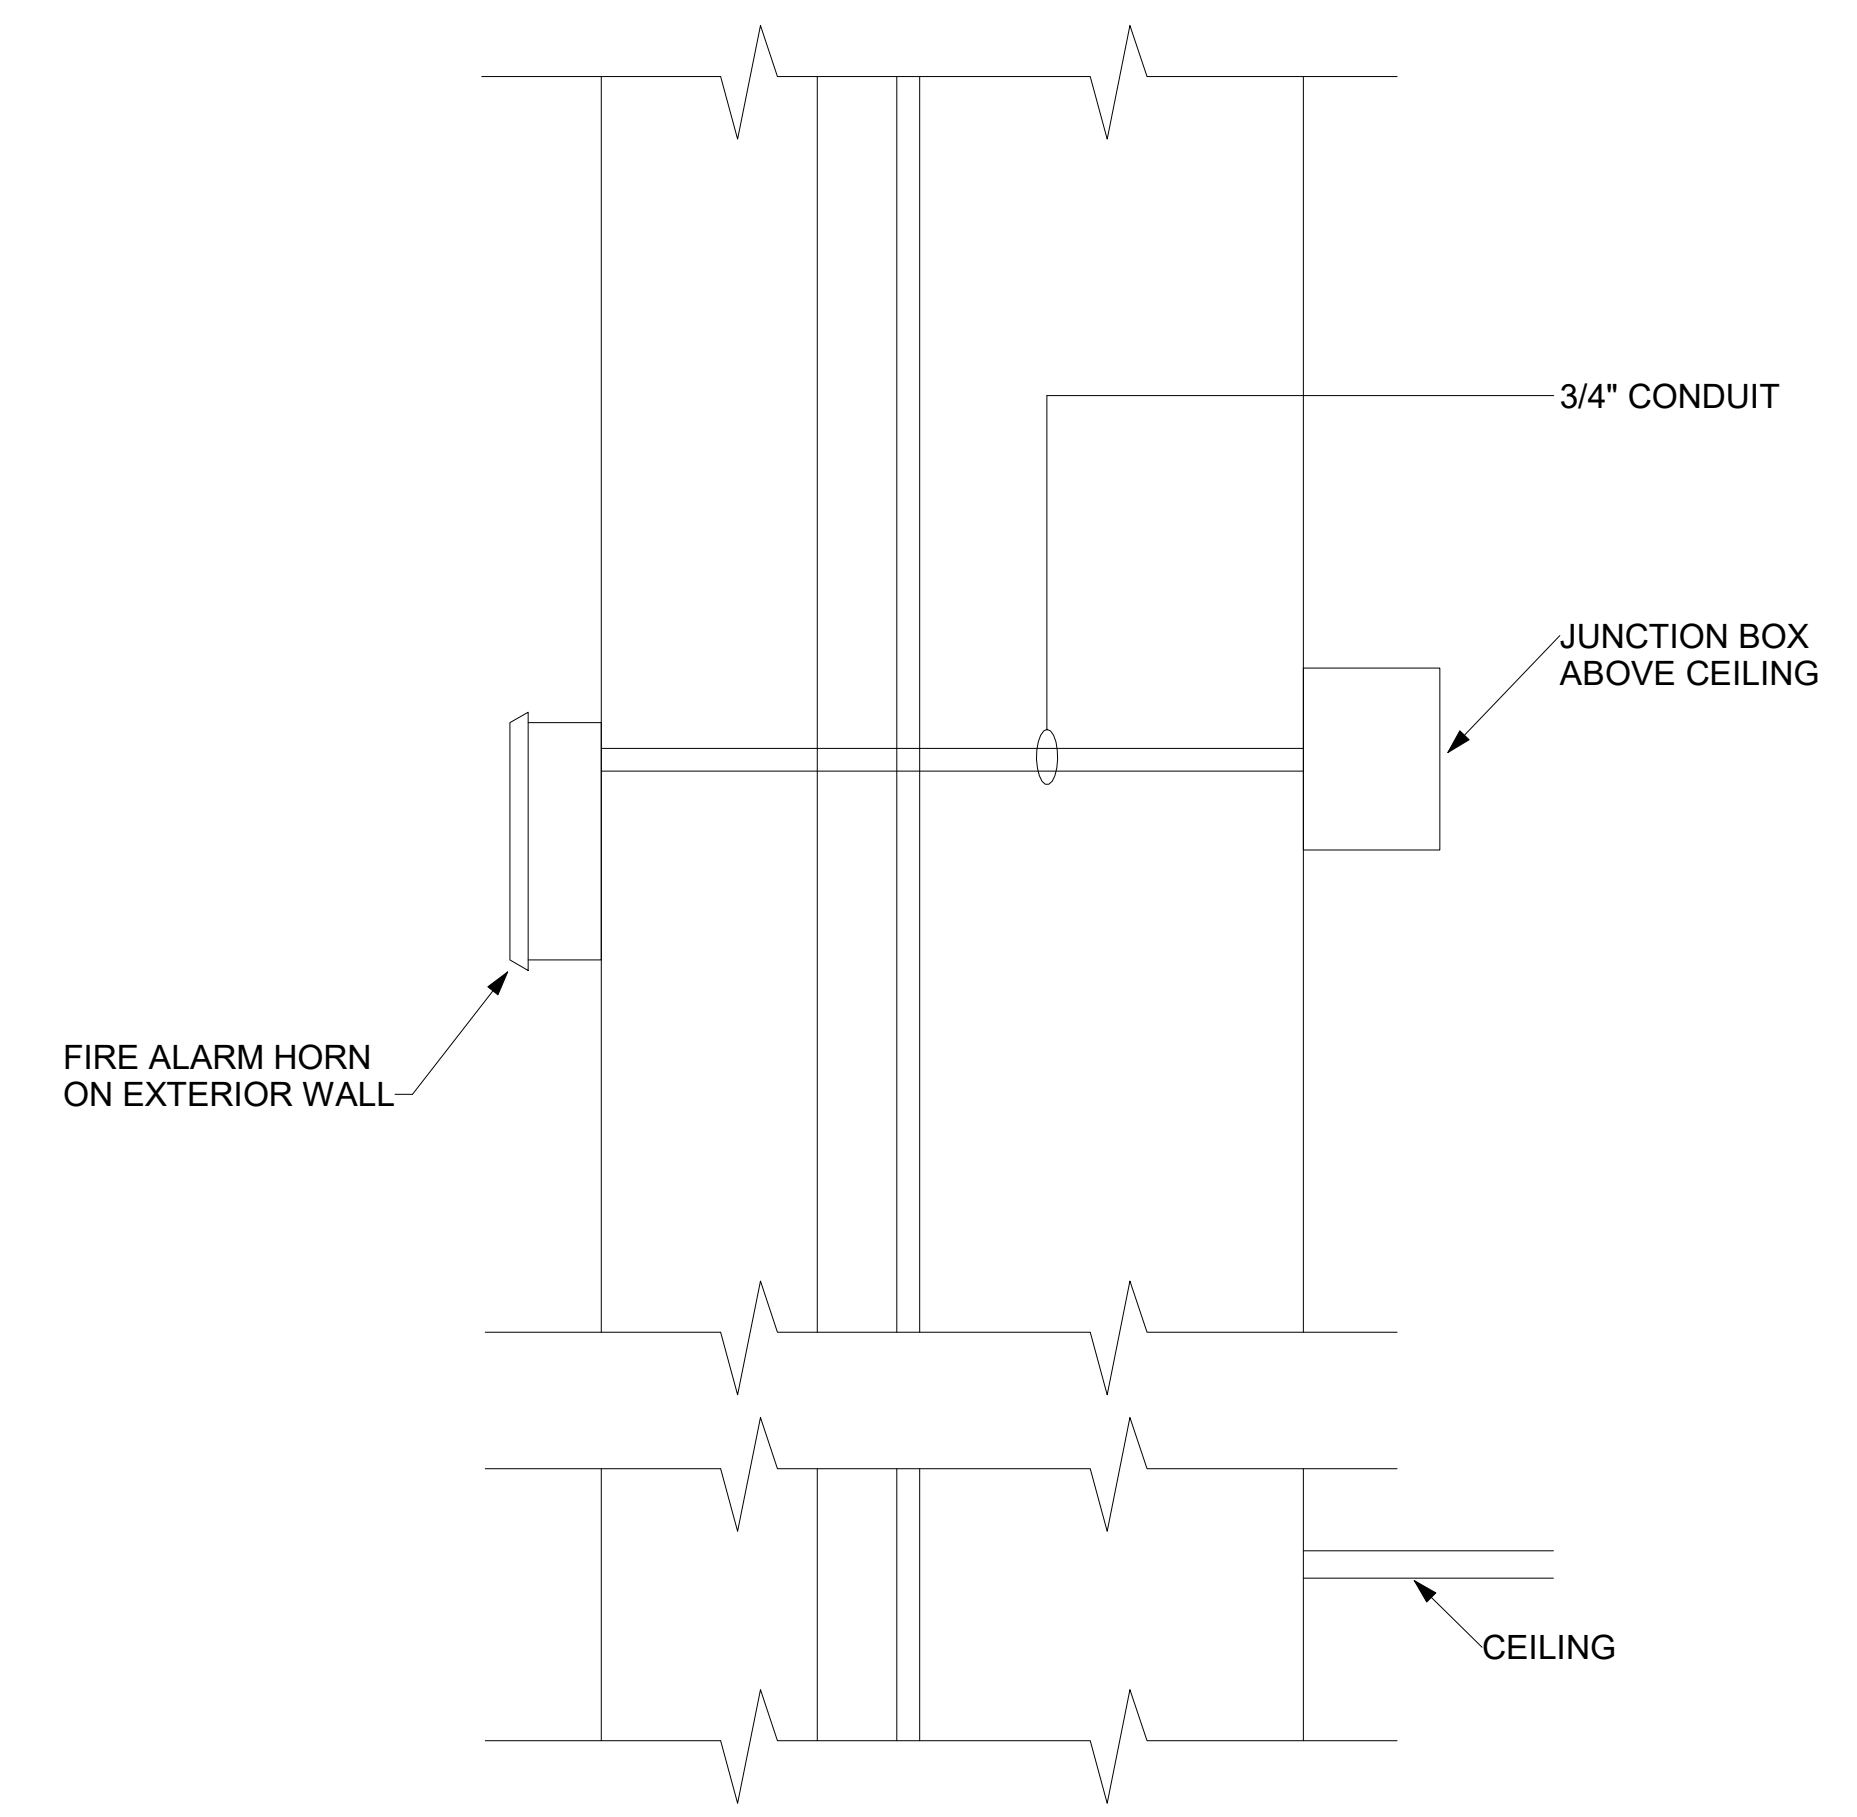 3/4" CONDUIT
JUNCTION BOX
ABOVE CEILING
FIRE ALARM HORN
ON EXTERIOR WALL
CEILING